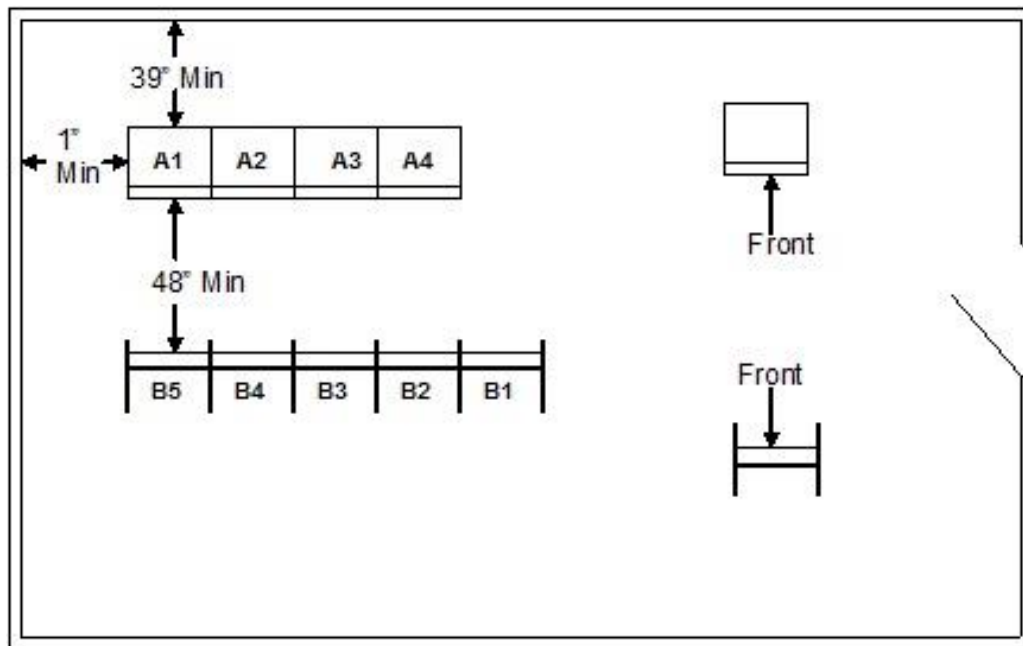 39” Min
1”
Min
A1 A2 A3 A4
Front
48” Min
Front
B5 B4 B3 B2 B1